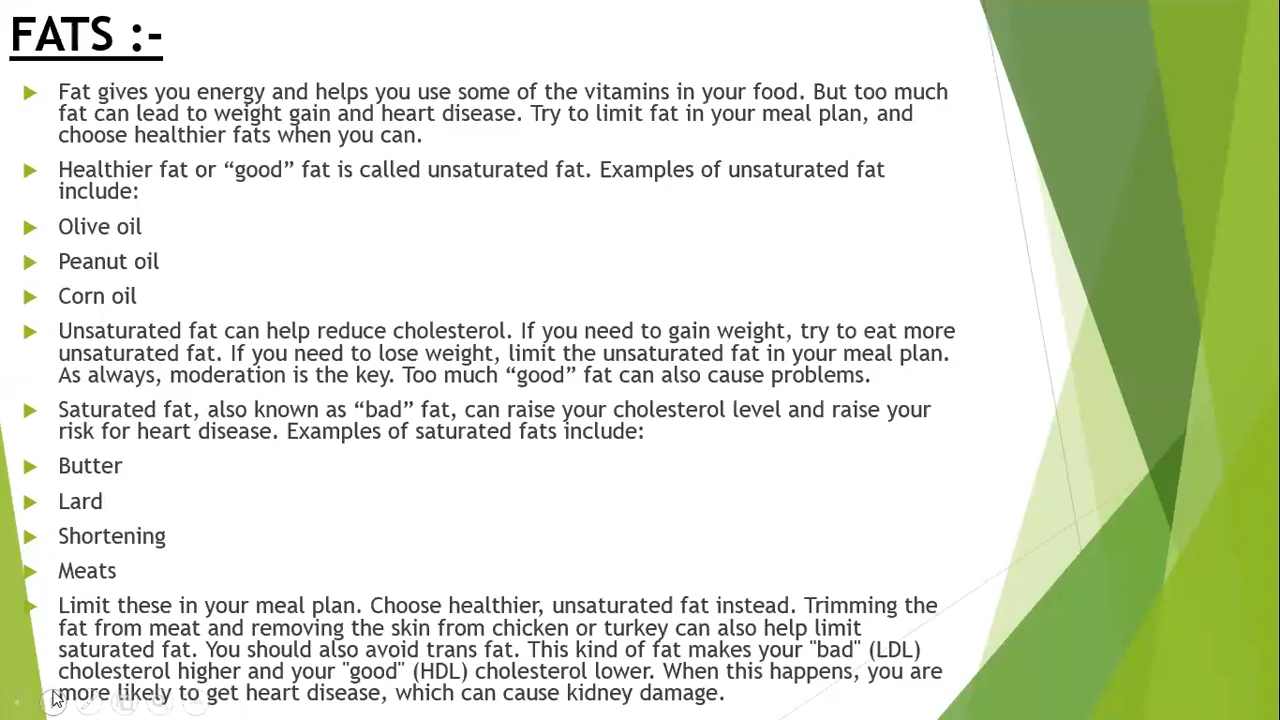 FATS :-
Fat gives you energy and helps you use some of the vitamins in your food. But too much
fat can lead to weight gain and heart disease. Try to limit fat in your meal plan, and
choose healthier fats when you can.
Healthier fat or “good” fat is called unsaturated fat. Examples of unsaturated fat
include:
Olive oil
Peanut oil
Corn oil
Unsaturated fat can help reduce cholesterol. If you need to gain weight, try to eat more
unsaturated fat. If you need to lose weight, limit the unsaturated fat in your meal plan.
As always, moderation is the key. Too much “good” fat can also cause problems.
Saturated fat, also known as “bad” fat, can raise your cholesterol level and raise your
risk for heart disease. Examples of saturated fats include:
Butter
Lard
Shortening
Meats
Limit these in your meal plan. Choose healthier, unsaturated fat instead. Trimming the
fat from meat and removing the skin from chicken or turkey can also help limit
saturated fat. You should also avoid trans fat. This kind of fat makes your "bad" (LDL)
cholesterol higher and your "good" (HDL) cholesterol lower. When this happens, you are
more likely to get heart disease, which can cause kidney damage.